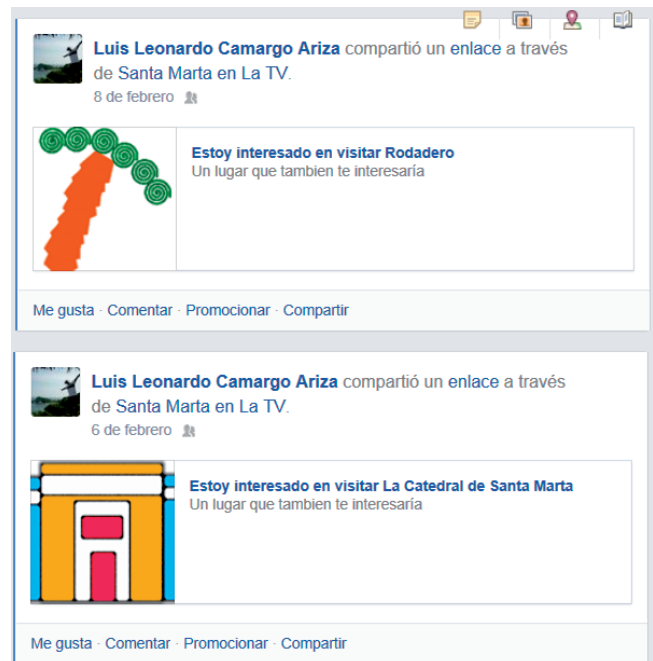 Luis Leonardo Camargo Ariza compartió un enlace a través
de Santa Marta en La TV.
8 de febrero
Estoy interesado en visitar Rodadero
Un lugar que tambien te interesaría
Me gusta · Comentar · Promocionar · Compartir
Luis Leonardo Camargo Ariza compartió un enlace a través
de Santa Marta en La TV.
6 de febrero
Estoy interesado en visitar La Catedral de Santa Marta
Un lugar que tambien te interesaría
Me gusta · Comentar · Promocionar · Compartir